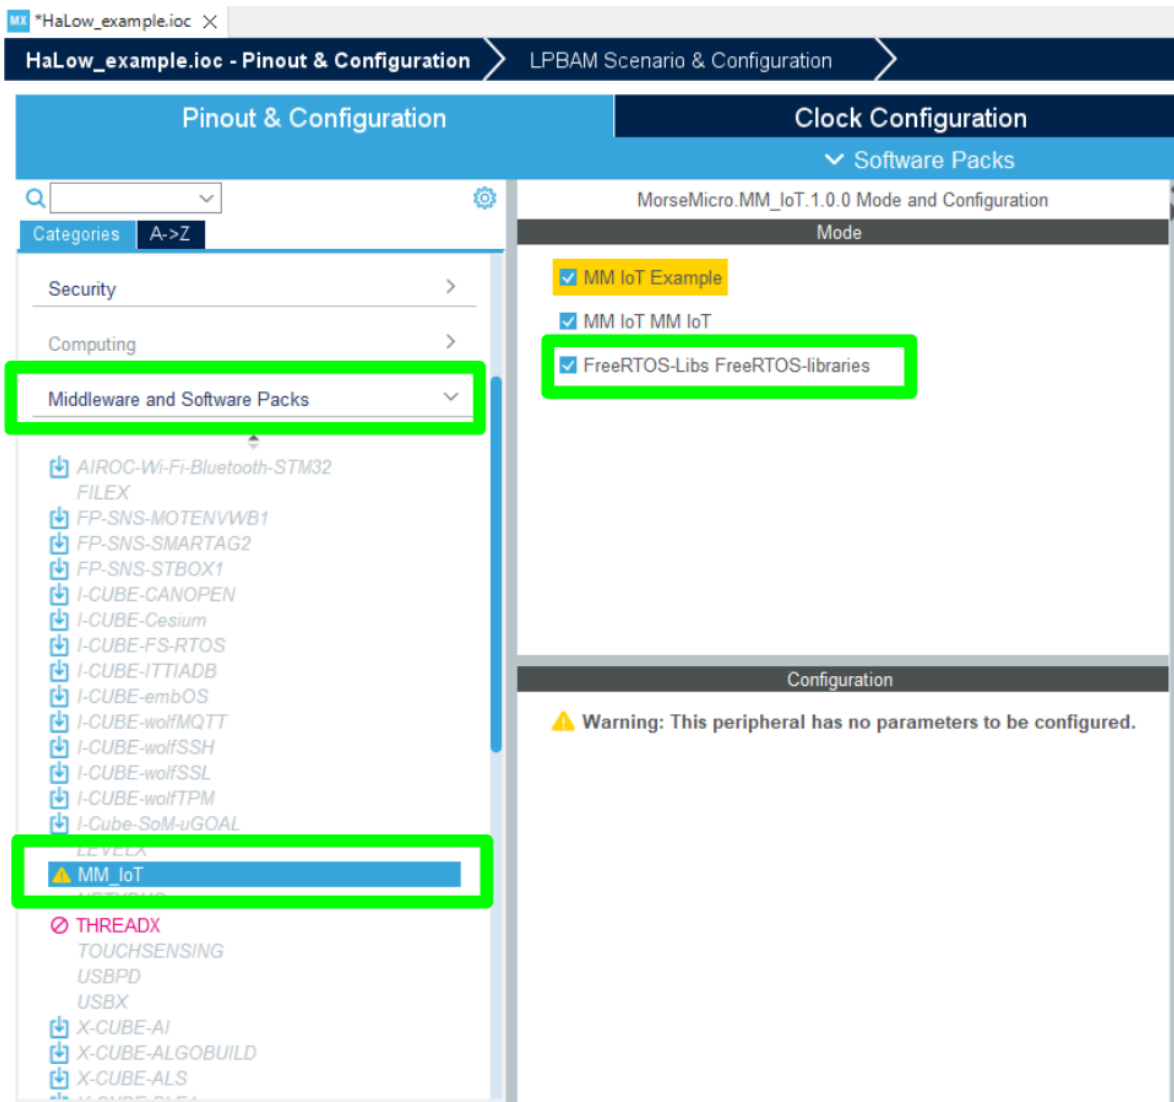 MX *HaLow_example.ioc
HaLow_example.ioc - Pinout & Configuration
LPBAM Scenario & Configuration
Pinout & Configuration
Clock Configuration
Software Packs
Categories
A->Z
Security
Computing
Middleware and Software Packs
AIROC-Wi-Fi-Bluetooth-STM32
FILEX
FP-SNS-MOTENVWB1
FP-SNS-SMARTAG2
FP-SNS-STBOX1
I-CUBE-CANOPEN
I-CUBE-Cesium
I-CUBE-FS-RTOS
I-CUBE-ITTIADB
I-CUBE-embOS
I-CUBE-wolfMQTT
I-CUBE-wolfSSH
I-CUBE-wolfSSL
I-CUBE-wolfTPM
I-Cube-SoM-uGOAL
LEVELX
MM_IoT
THREADX
TOUCHSENSING
USBPD
USBX
X-CUBE-AI
X-CUBE-ALGOBUILD
X-CUBE-ALS
MorseMicro.MM_IoT.1.0.0 Mode and Configuration
Mode
MM IoT Example
MM IoT MM IoT
FreeRTOS-Libs FreeRTOS-libraries
Configuration
Warning: This peripheral has no parameters to be configured.